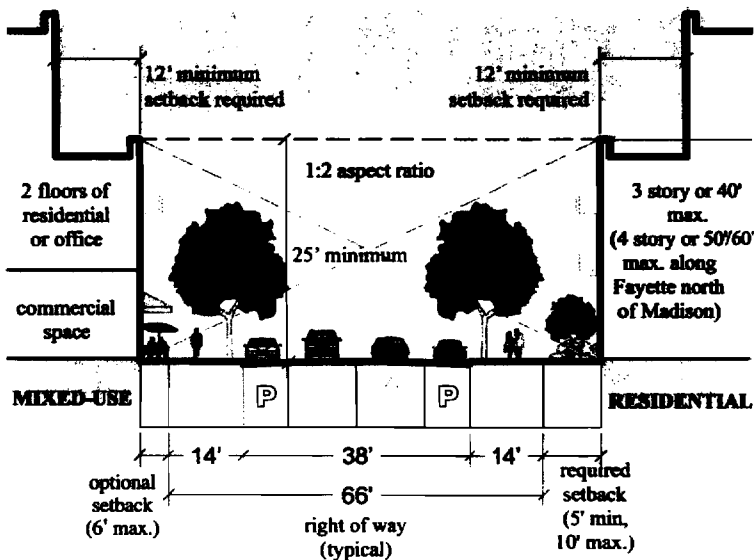 12' minimum
setback required
12' minimum
setback required
1:2 aspect ratio
2 floors of
residential
or office
25' minimum
3 story or 40'
max.
(4 story or 50'/60'
max. along
Fayette north
of Madison)
commercial
space
MIXED-USE
P
P
RESIDENTIAL
14'
38'
14'
optional
setback
(6' max.)
66'
right of way
(typical)
required
setback
(5' min,
10' max.)